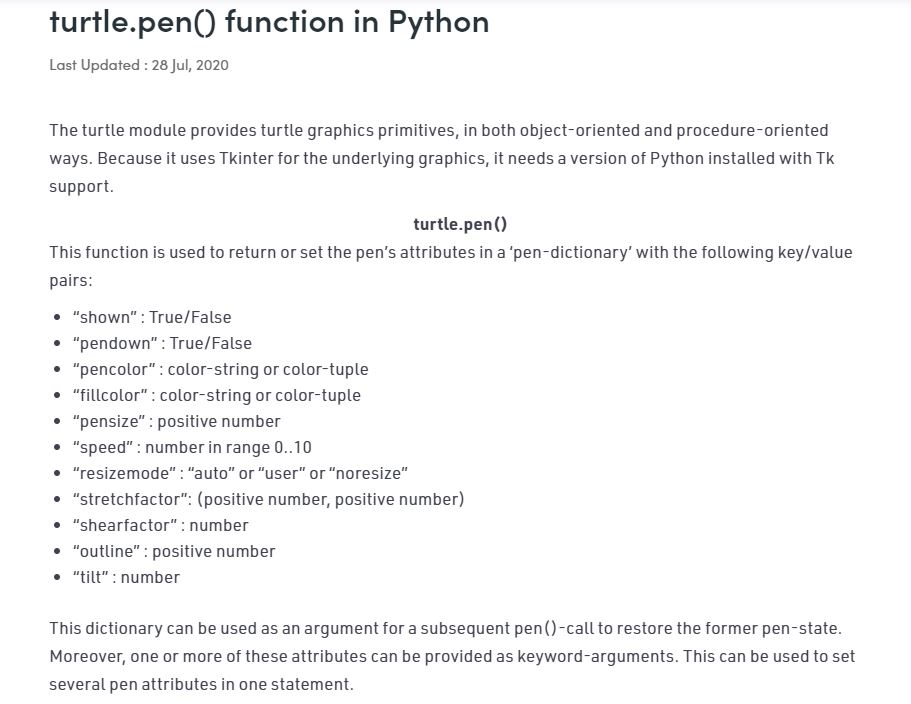 turtle.pen() function in Python
Last Updated : 28 Jul, 2020
The turtle module provides turtle graphics primitives, in both object-oriented and procedure-oriented
ways. Because it uses Tkinter for the underlying graphics, it needs a version of Python installed with Tk
support.
turtle.pen()
This function is used to return or set the pen’s attributes in a ‘pen-dictionary’ with the following key/value
pairs:
• “shown” : True/False
• “pendown” : True/False
• “pencolor” : color-string or color-tuple
• “fillcolor” : color-string or color-tuple
• “pensize” : positive number
• “speed” : number in range 0..10
• “resizemode” : “auto” or “user” or “noresize”
• “stretchfactor”: (positive number, positive number)
• “shearfactor” : number
• “outline” : positive number
• “tilt” : number
This dictionary can be used as an argument for a subsequent pen()-call to restore the former pen-state.
Moreover, one or more of these attributes can be provided as keyword-arguments. This can be used to set
several pen attributes in one statement.